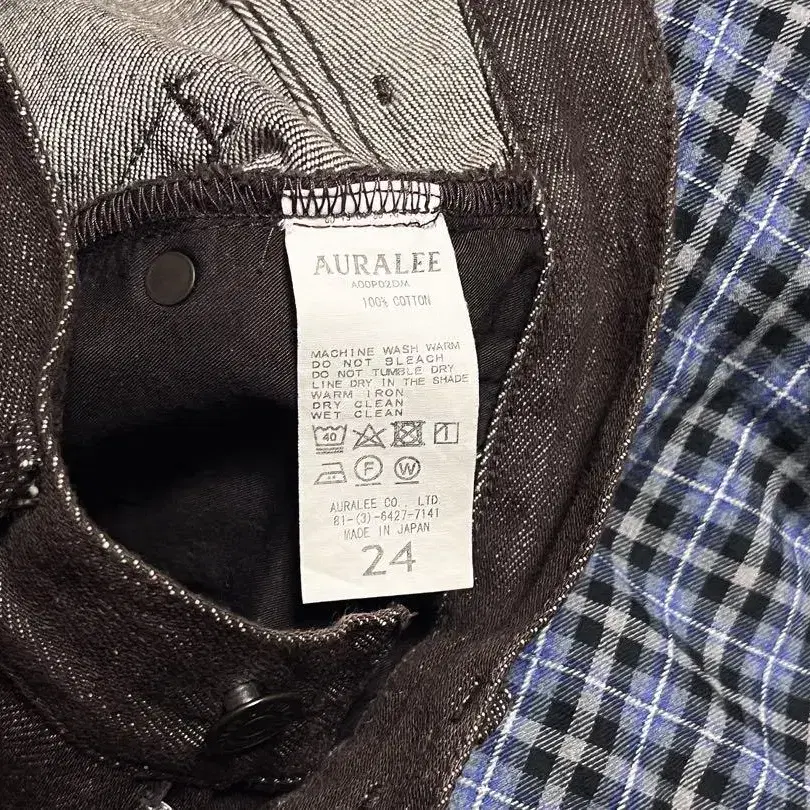 AURALEE
A00P02DM
100% COTTON
MACHINE WASH WARM
DO NOT BLEACH
DO NOT TUMBLE DRY
LINE DRY IN THE SHADE
WARM IRON
DRY CLEAN
WET CLEAN
40
F W
AURALEE CO., LTD.
81-(3)-6427-7141
MADE IN JAPAN
24